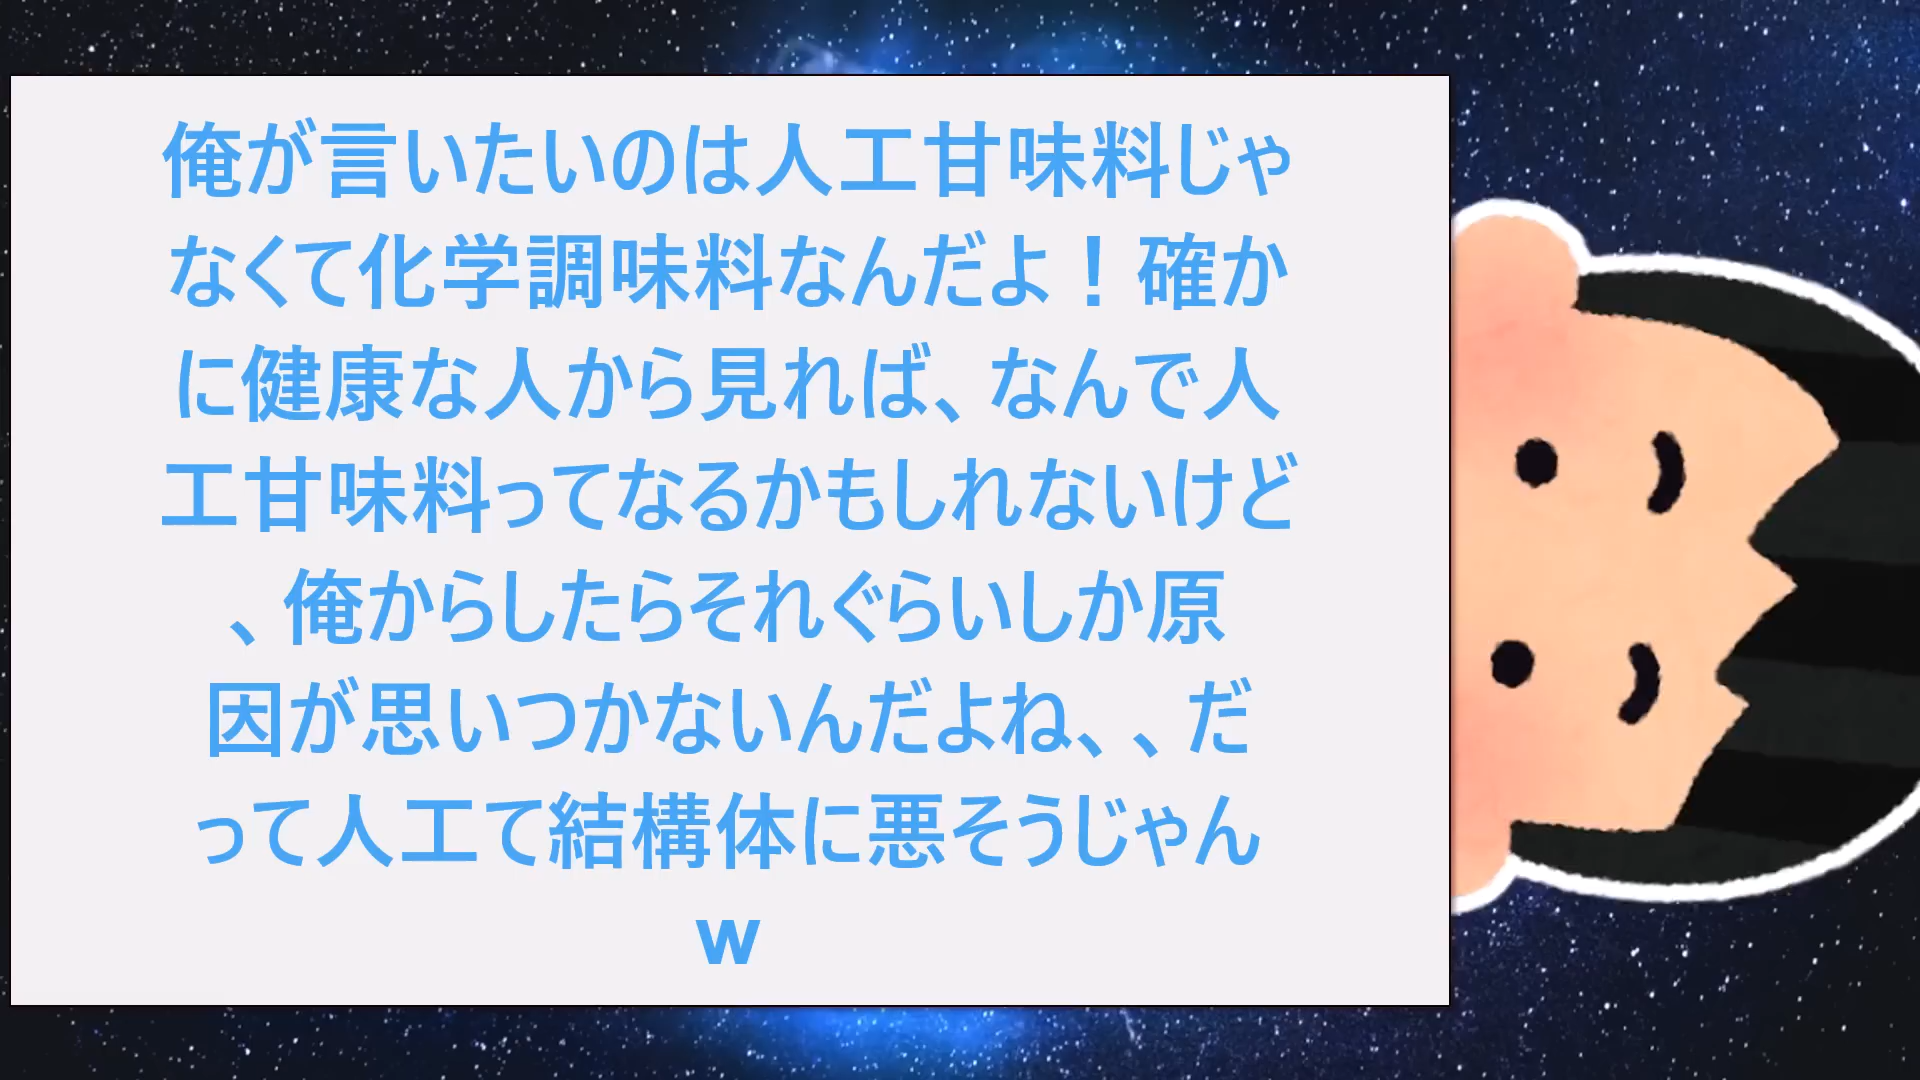 俺が言いたいのは人工甘味料じゃ
なくて化学調味料なんだよ！確か
に健康な人から見れば、なんで人
工甘味料ってなるかもしれないけど
、俺からしたらそれぐらいしか原
因が思いつかないんだよね、、だ
って人工て結構体に悪そうじゃん
w